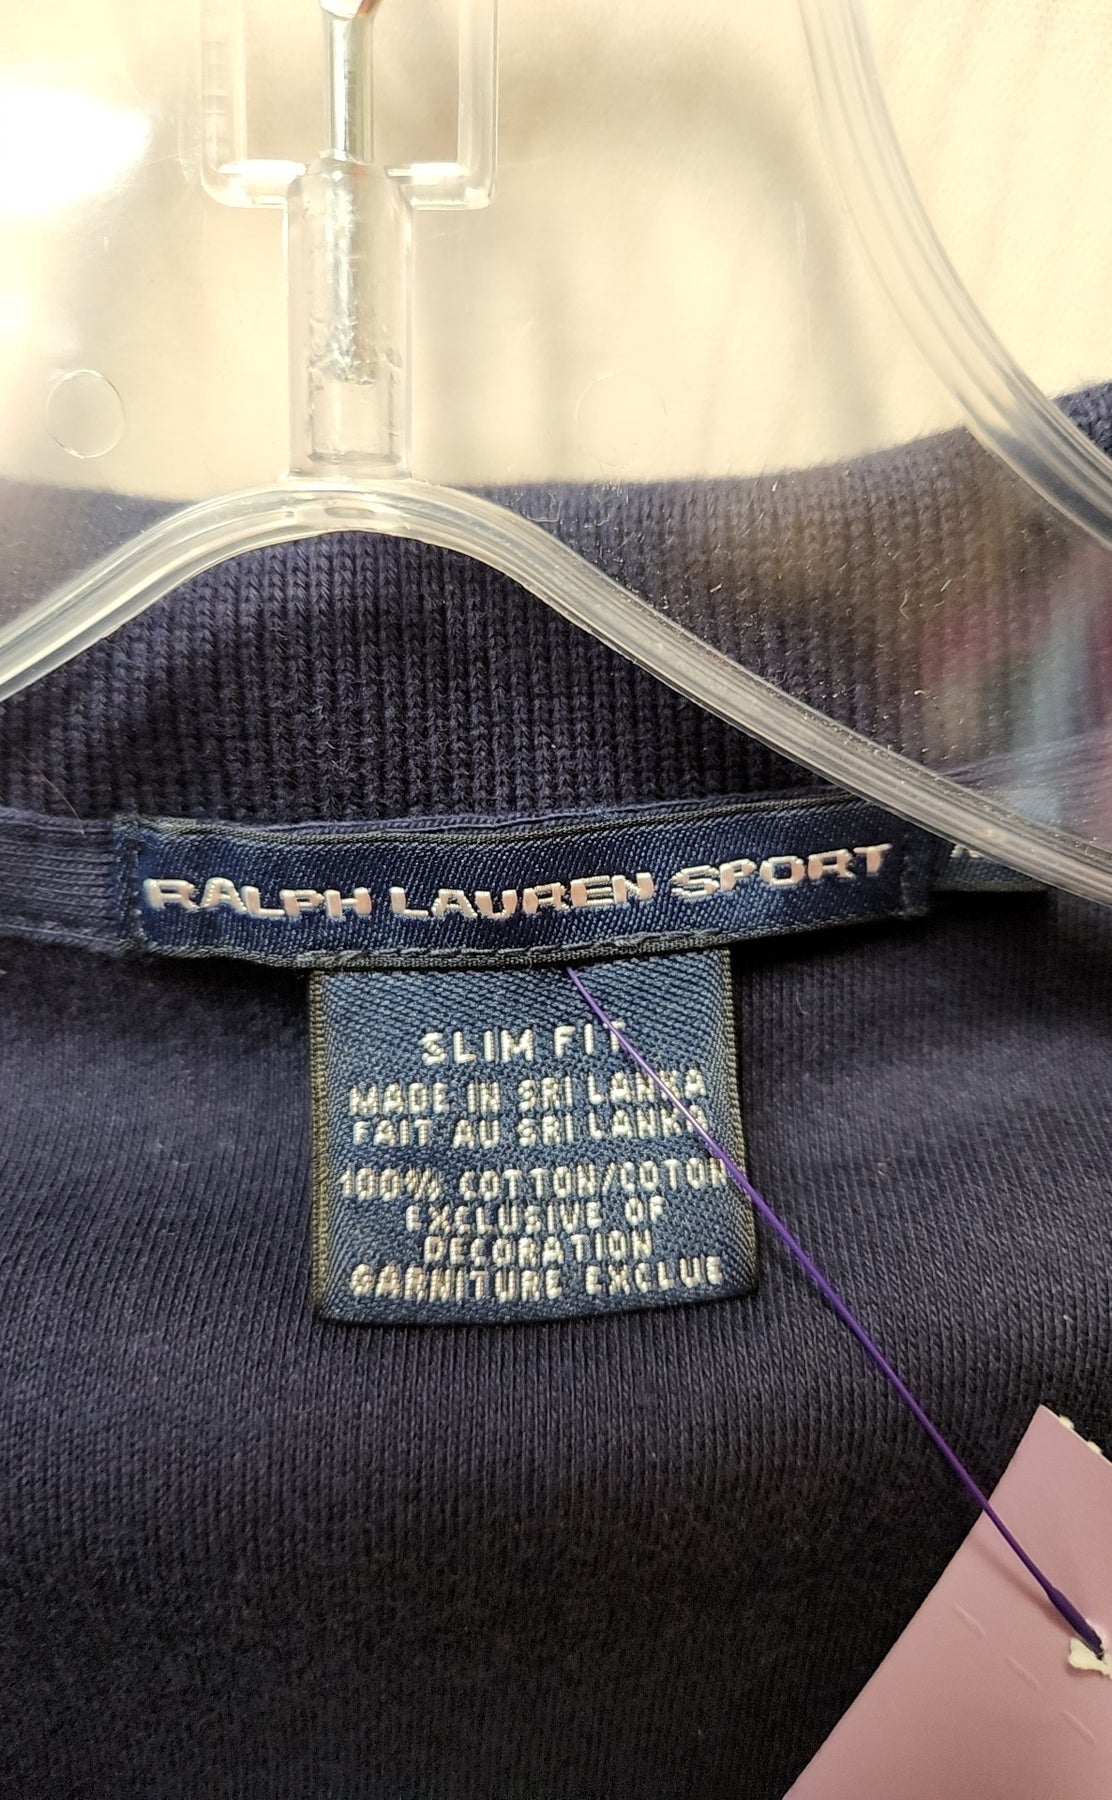 RALPH LAUREN SPORT
SLIM FIT
MADE IN SRI LANKA
FAIT AU SRI LANKA
100% COTTON/COTON
EXCLUSIVE OF
DECORATION
GARNITURE EXCLUE